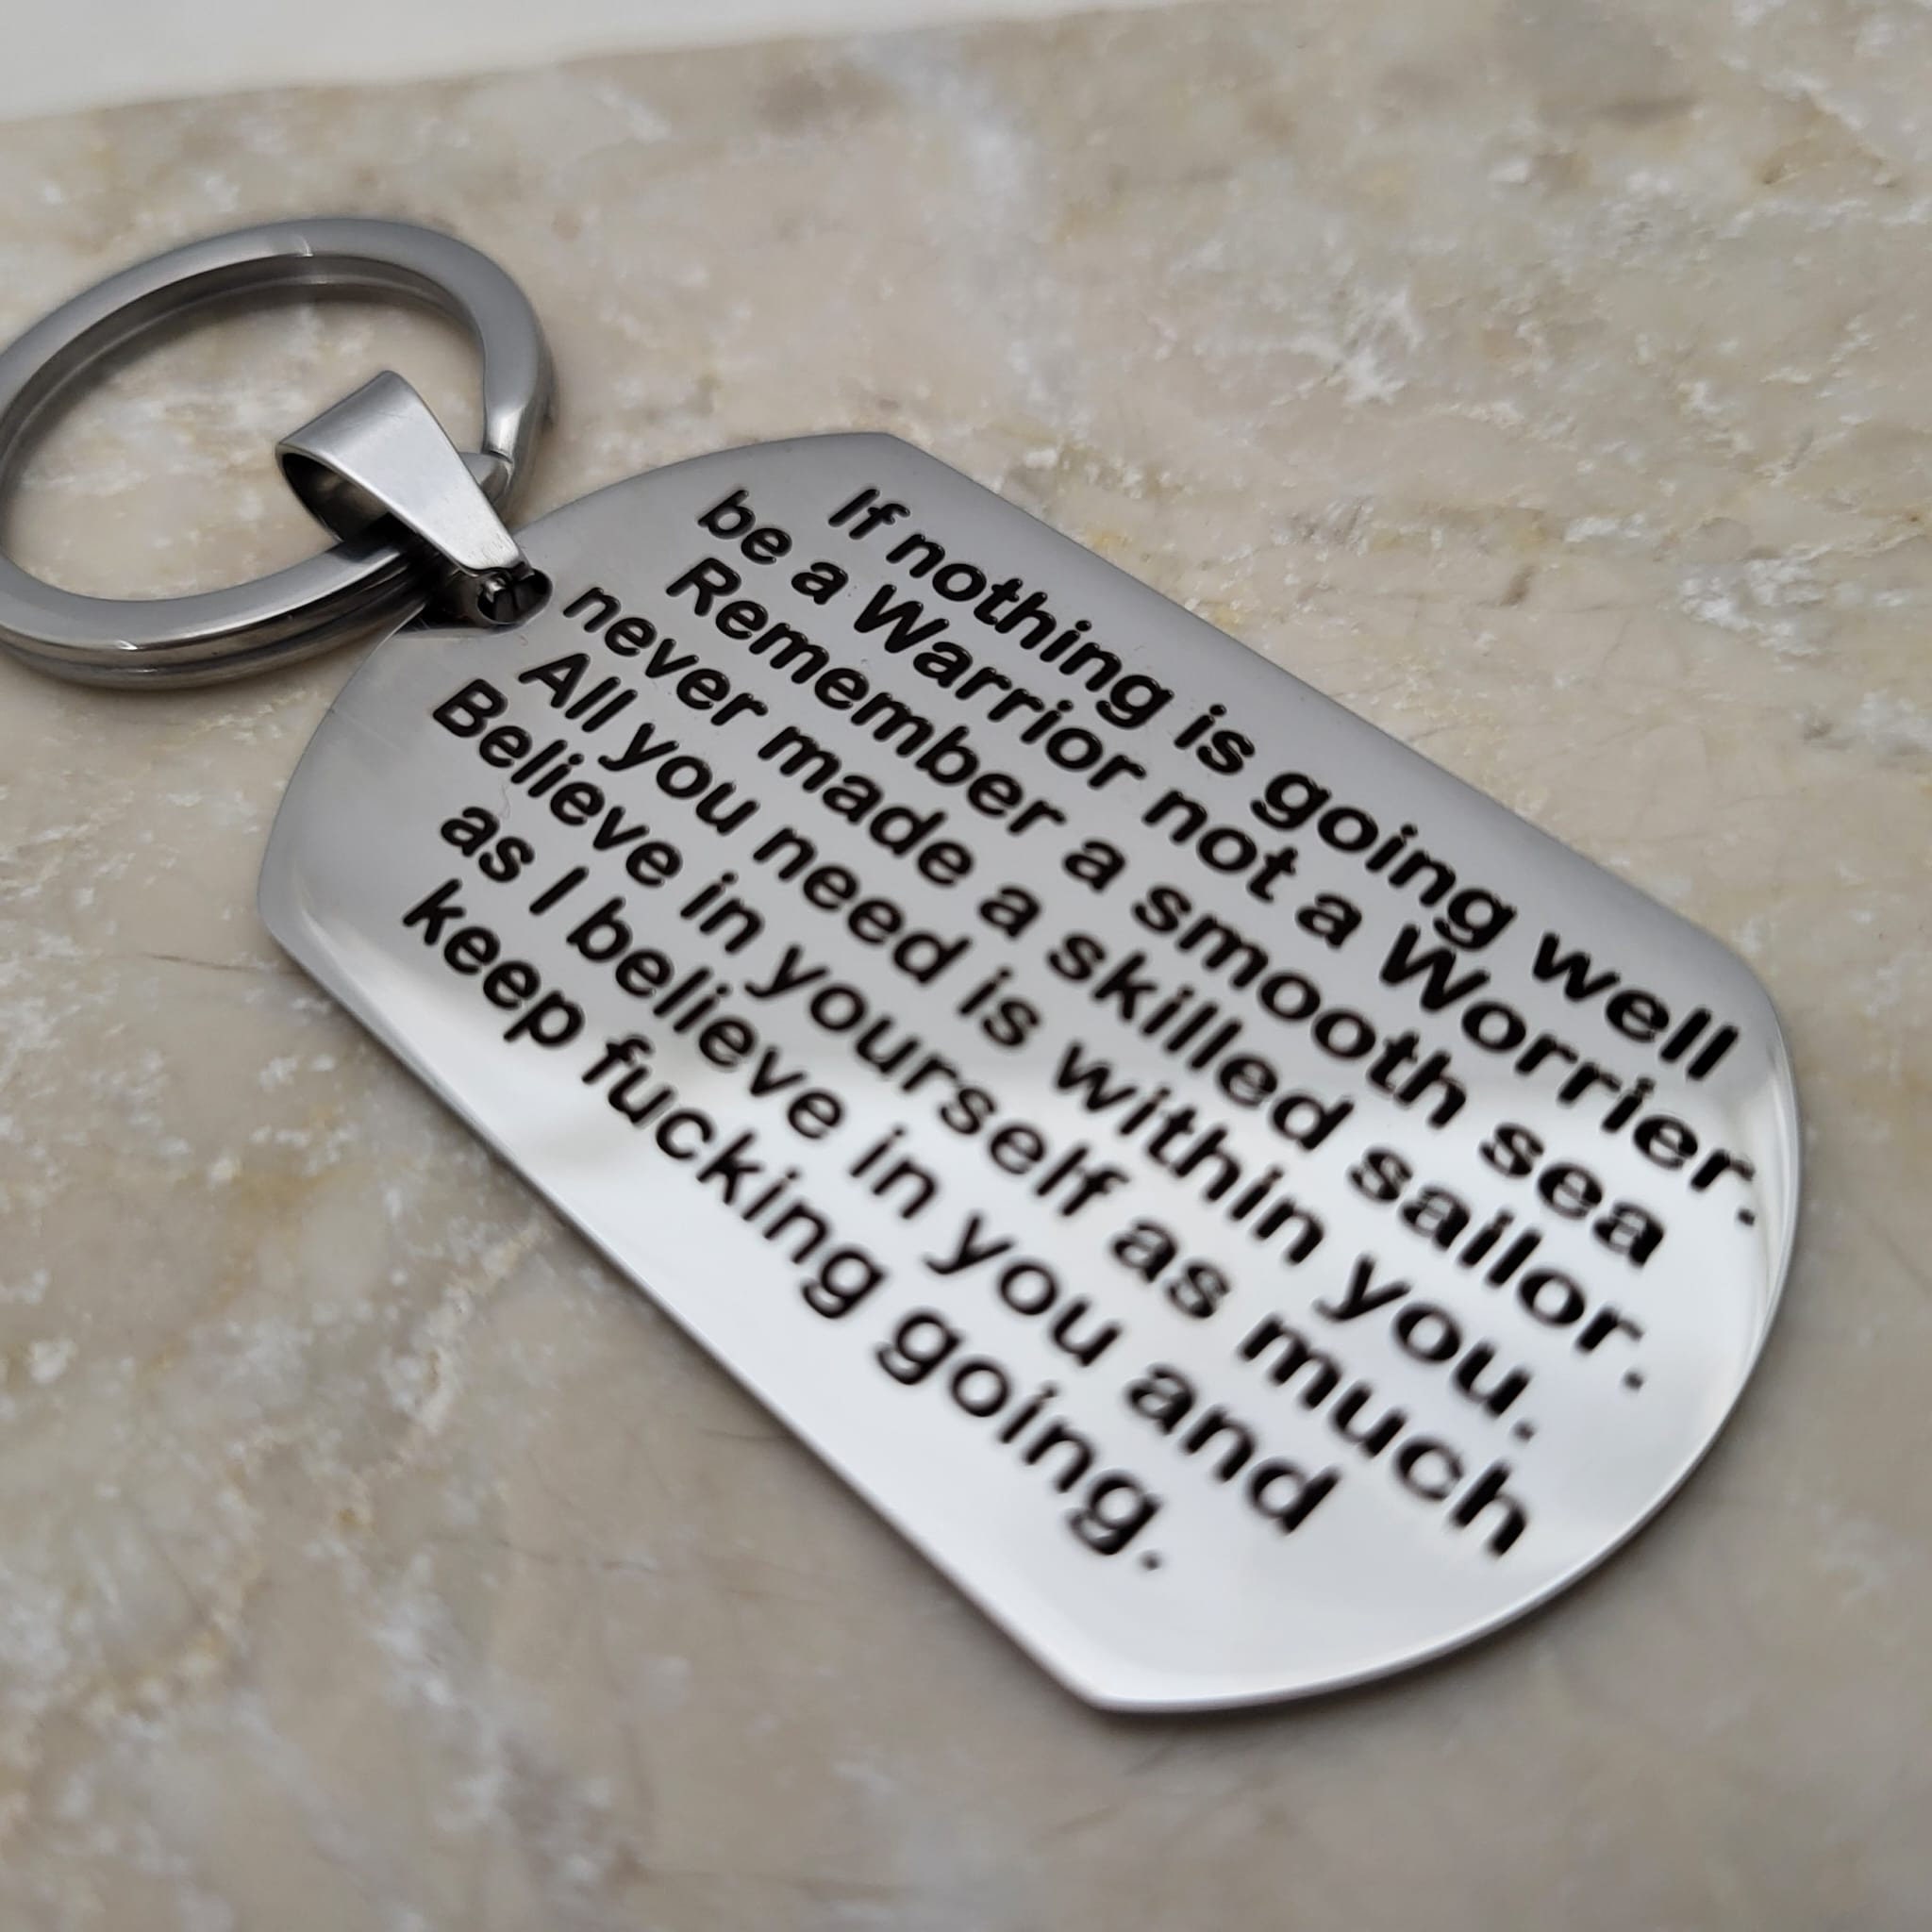 If nothing is going well
be a Warrior not a Worrier.
Remember a smooth sea
never made a skilled sailor.
All you need is within you.
Believe in yourself as much
as I believe in you and
keep fucking going.